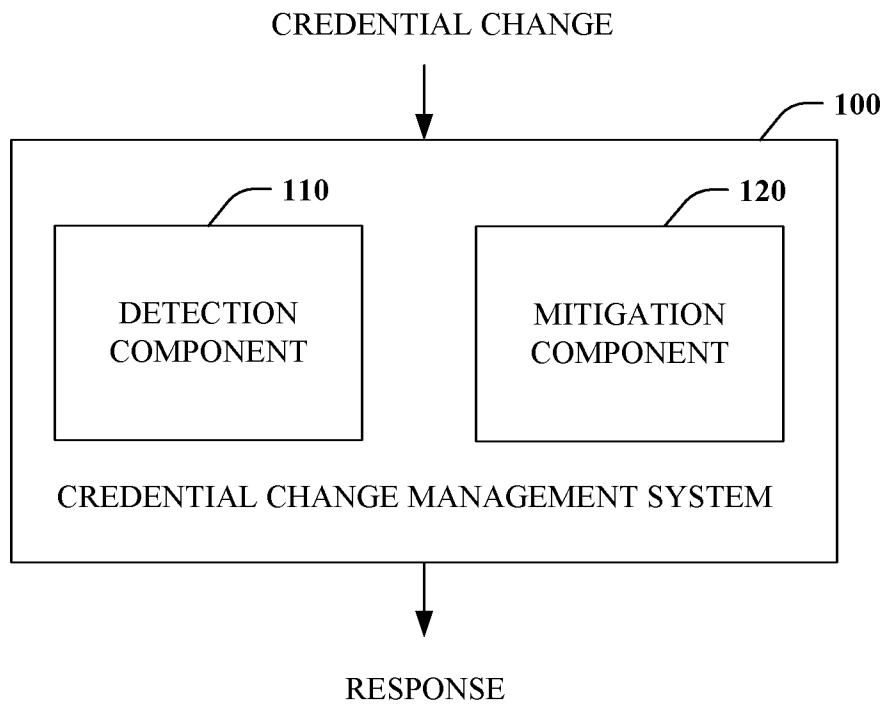 CREDENTIAL CHANGE
100
110
120
DETECTION
COMPONENT
MITIGATION
COMPONENT
CREDENTIAL CHANGE MANAGEMENT SYSTEM
RESPONSE